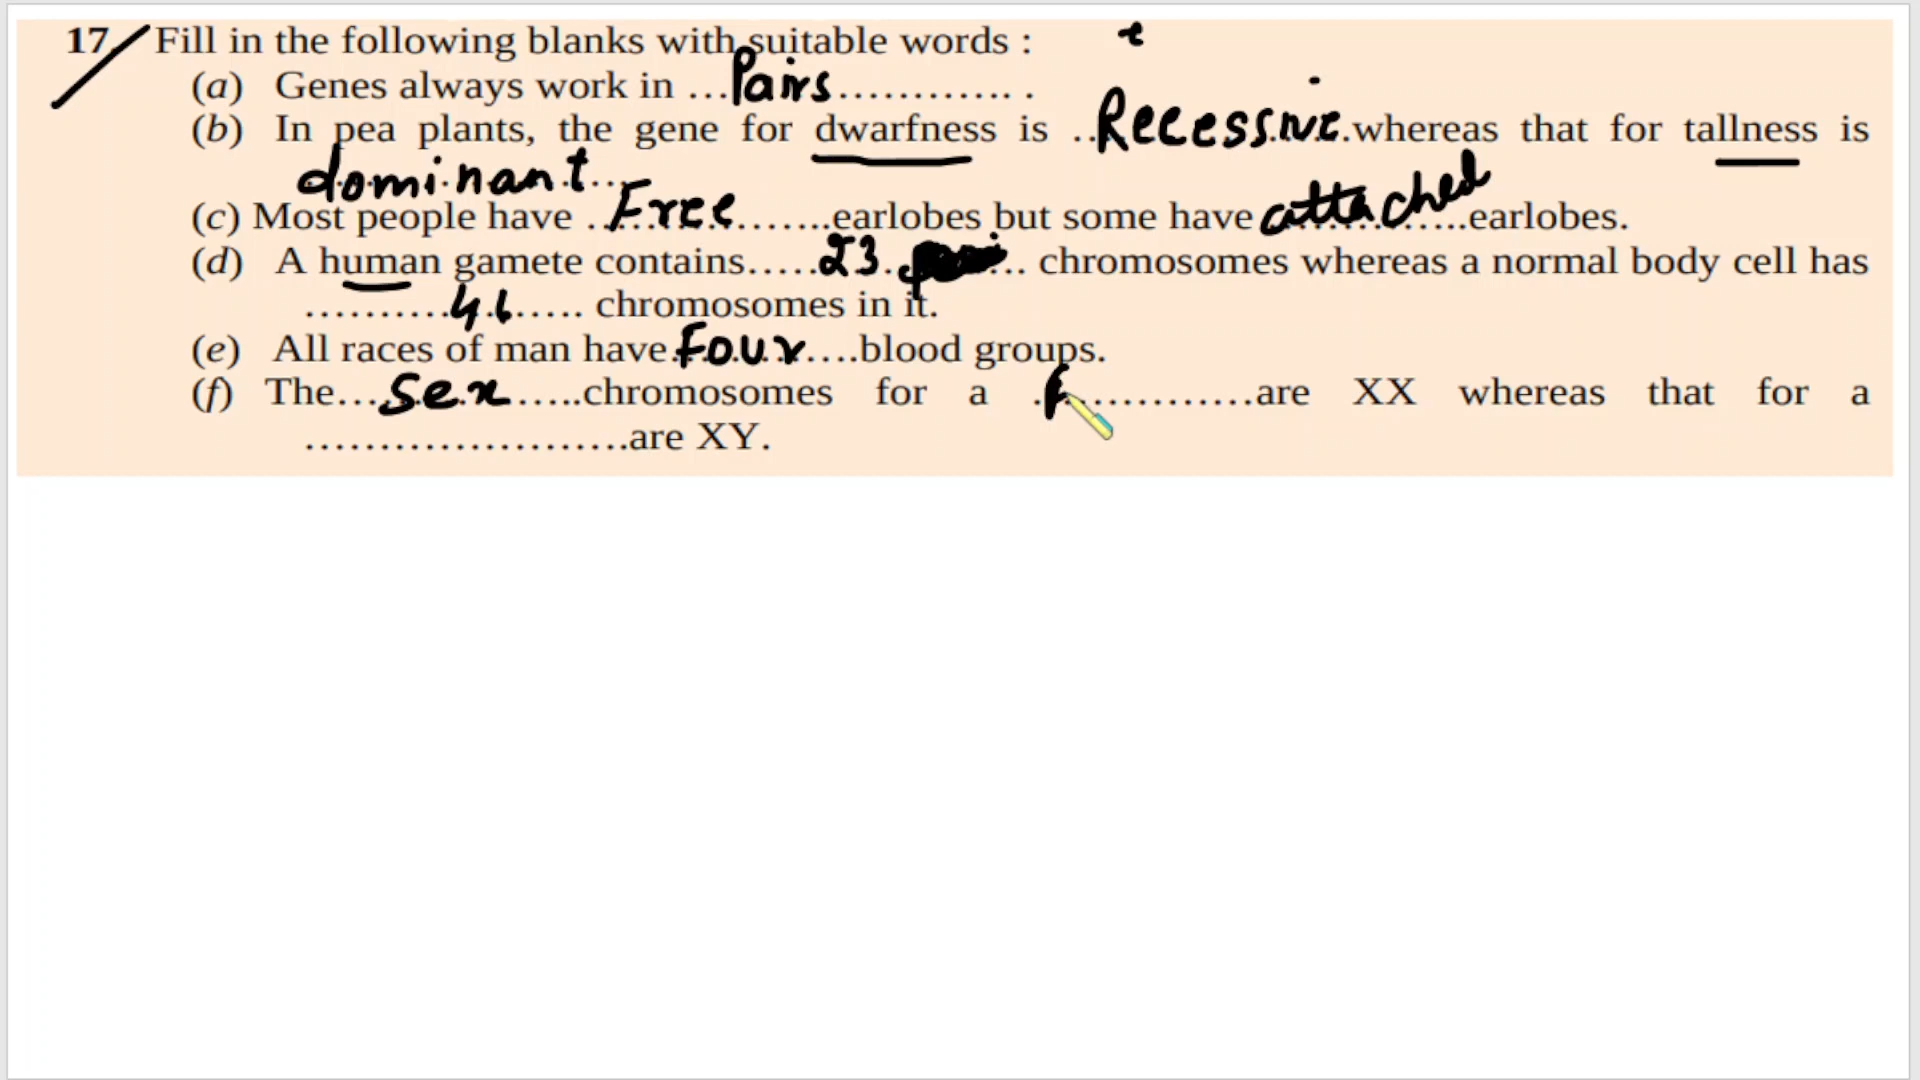 17. Fill in the following blanks with suitable words :
(a) Genes always work in ...Pairs............. .
(b) In pea plants, the gene for dwarfness is ..Recessive.whereas that for tallness is
dominant...
(c) Most people have ..Free........earlobes but some have attached...earlobes.
(d) A human gamete contains.....23..... chromosomes whereas a normal body cell has
..........46..... chromosomes in it.
(e) All races of man have Four....blood groups.
(f) The...Sex.....chromosomes for a .f.............are XX whereas that for a
......................are XY.